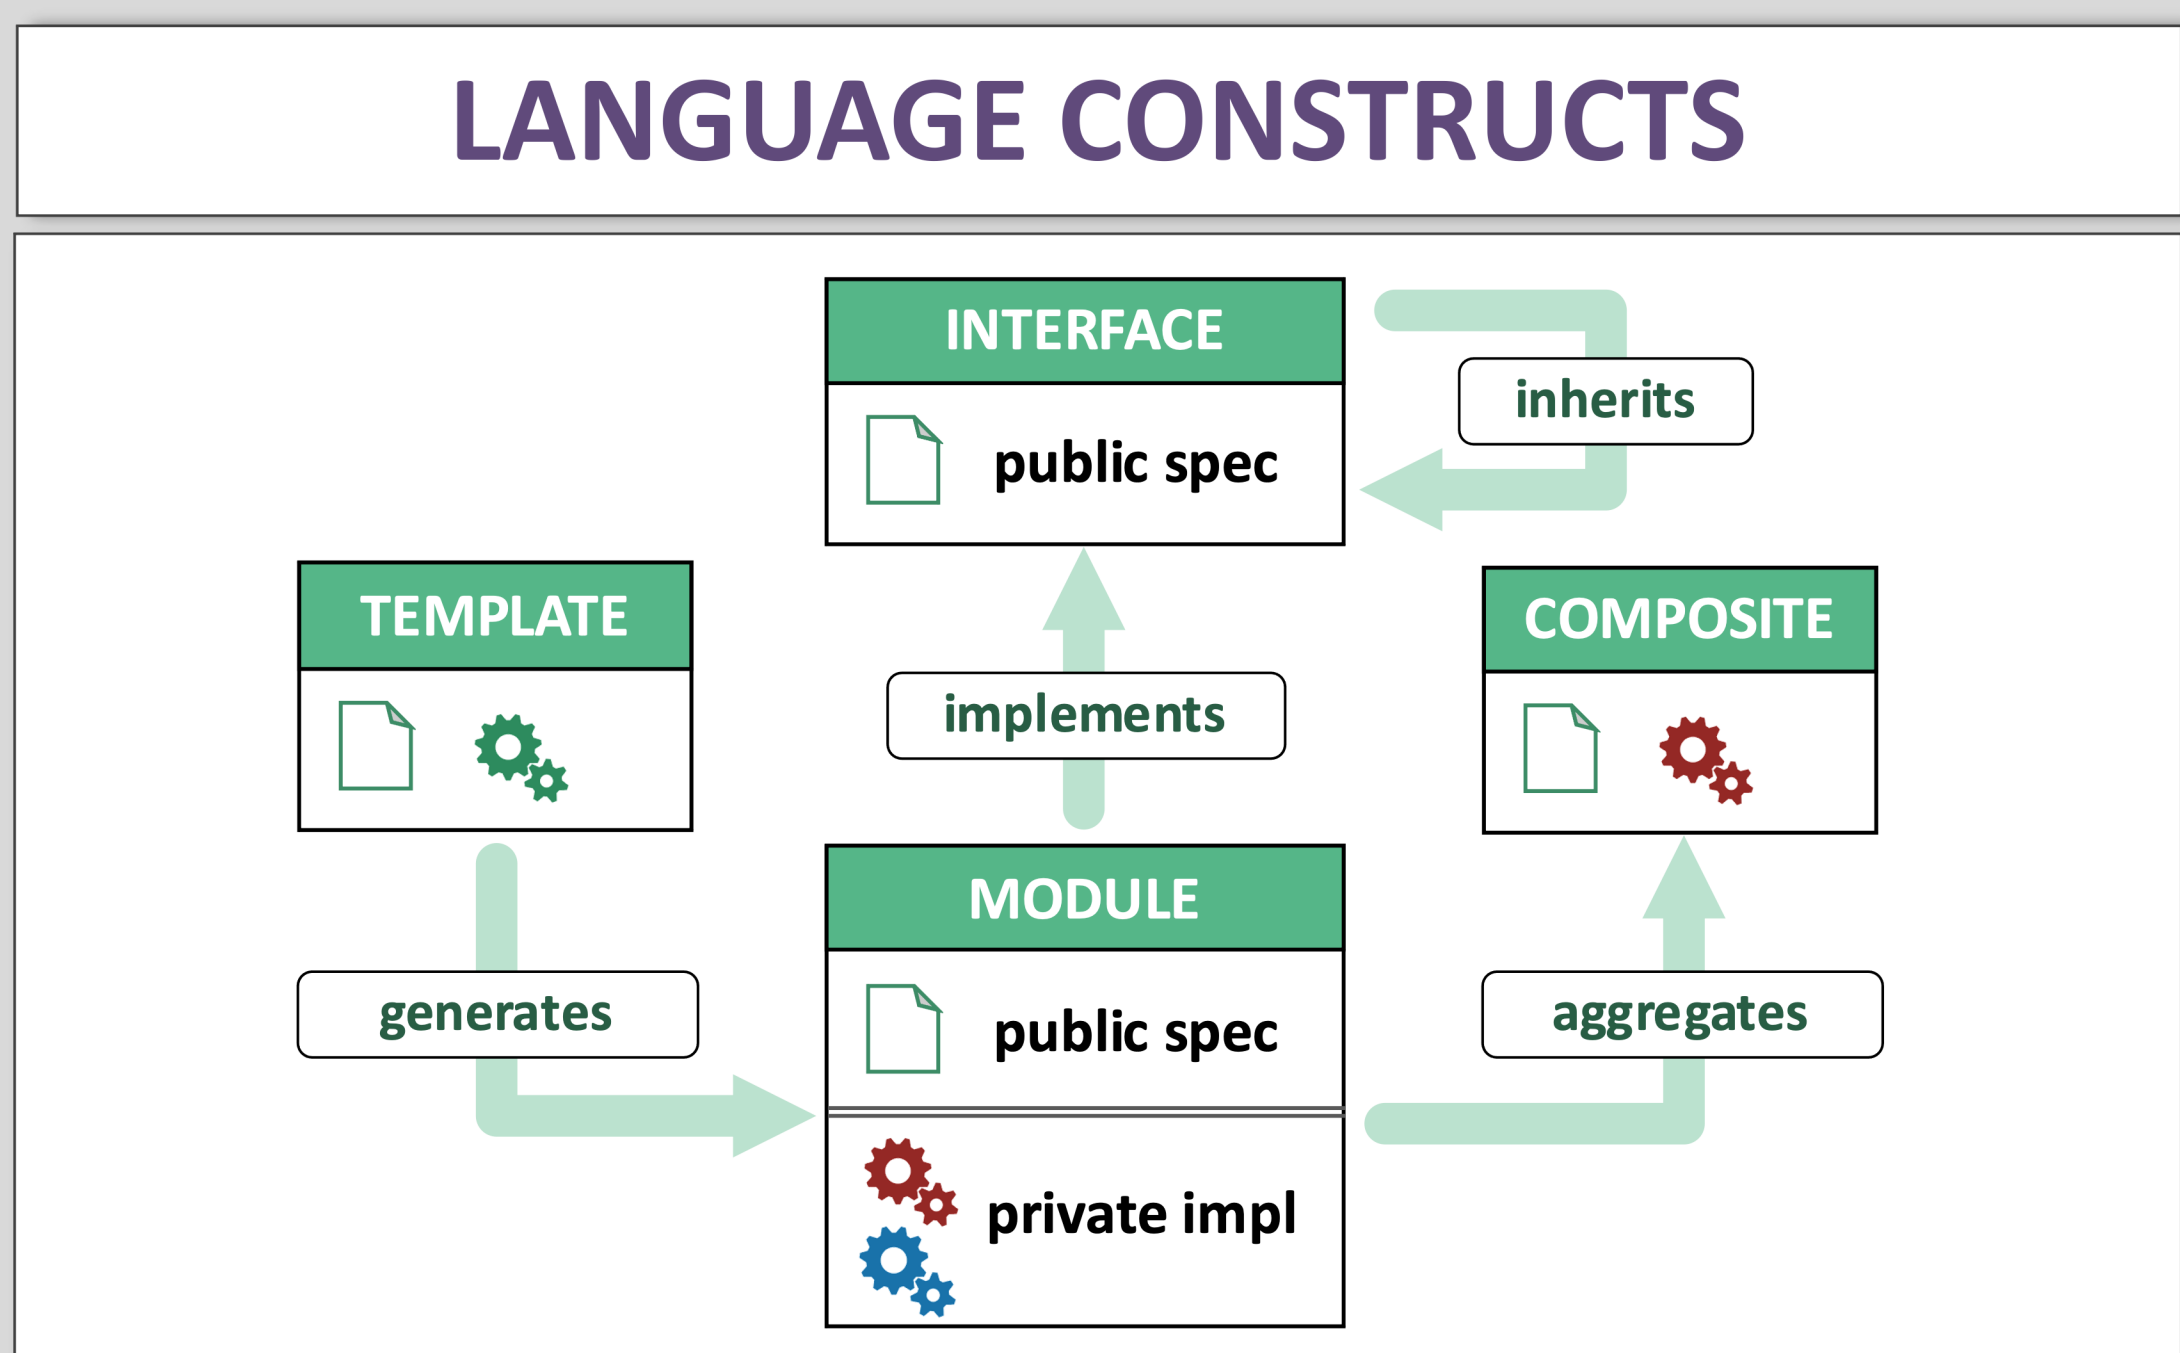 LANGUAGE CONSTRUCTS
INTERFACE
public spec
inherits
TEMPLATE
COMPOSITE
implements
MODULE
generates
public spec
aggregates
private impl